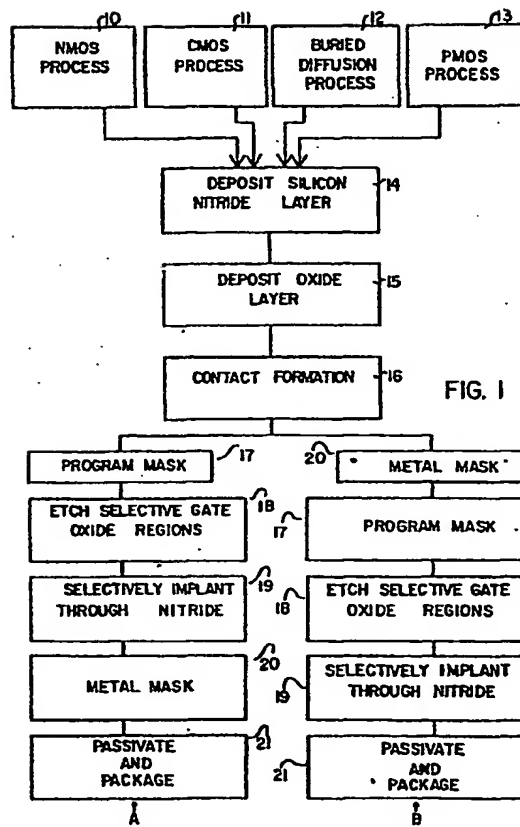 10
NMOS
PROCESS
11
CMOS
PROCESS
12
BURIED
DIFFUSION
PROCESS
13
PMOS
PROCESS
DEPOSIT SILICON
NITRIDE LAYER
14
DEPOSIT OXIDE
LAYER
15
CONTACT FORMATION
16
FIG. 1
PROGRAM MASK
17
ETCH SELECTIVE GATE
OXIDE REGIONS
18
SELECTIVELY IMPLANT
THROUGH NITRIDE
19
METAL MASK
20
PASSIVATE
AND
PACKAGE
21
A
20
METAL MASK
17
PROGRAM MASK
18
ETCH SELECTIVE GATE
OXIDE REGIONS
19
SELECTIVELY IMPLANT
THROUGH NITRIDE
21
PASSIVATE
AND
PACKAGE
B